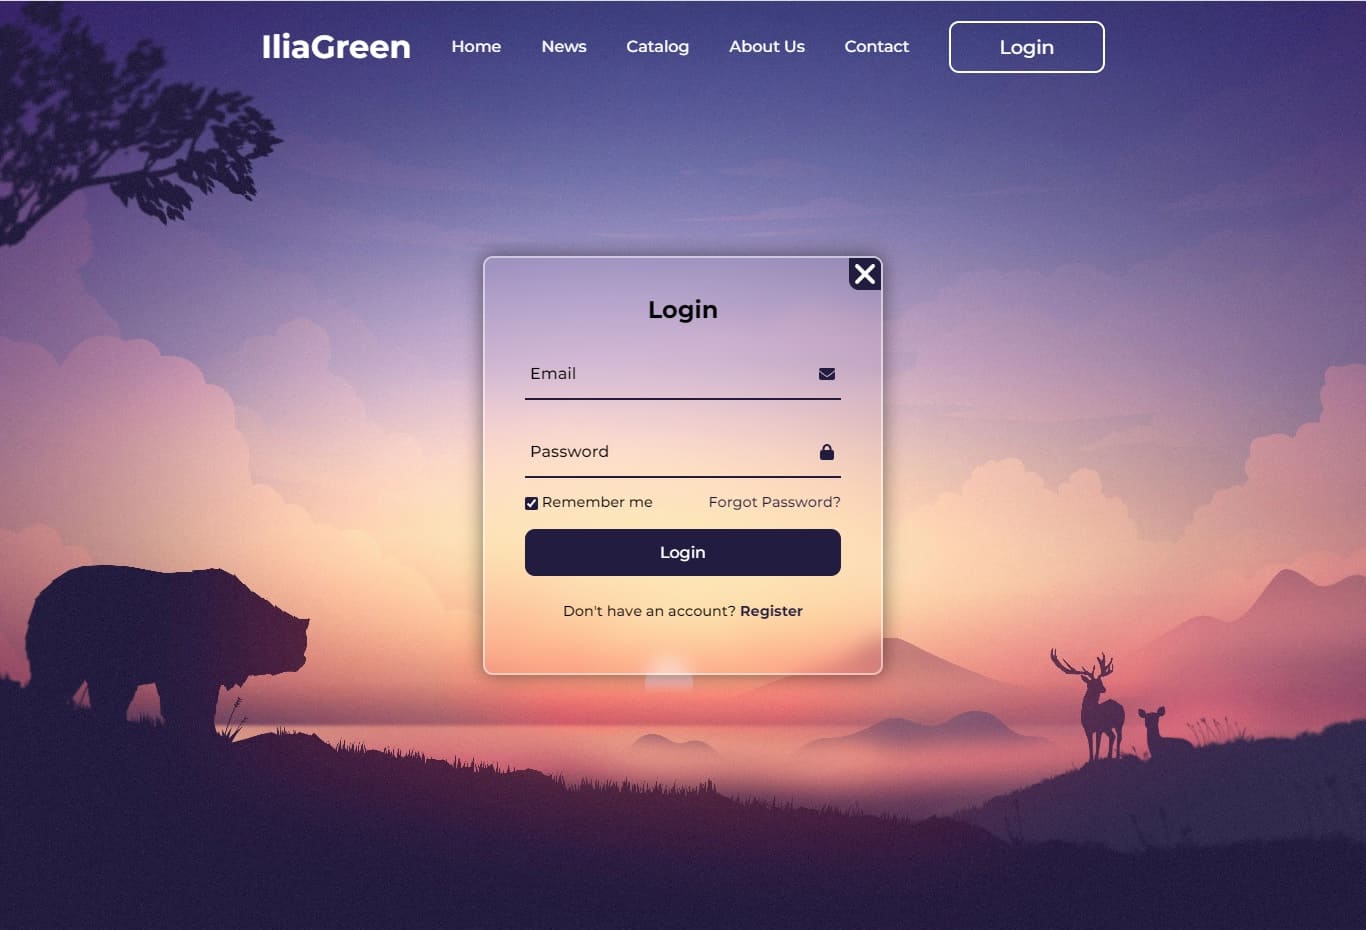 IliaGreen Home News Catalog About Us Contact Login
Login
Email
Password
Remember me Forgot Password?
Login
Don't have an account? Register